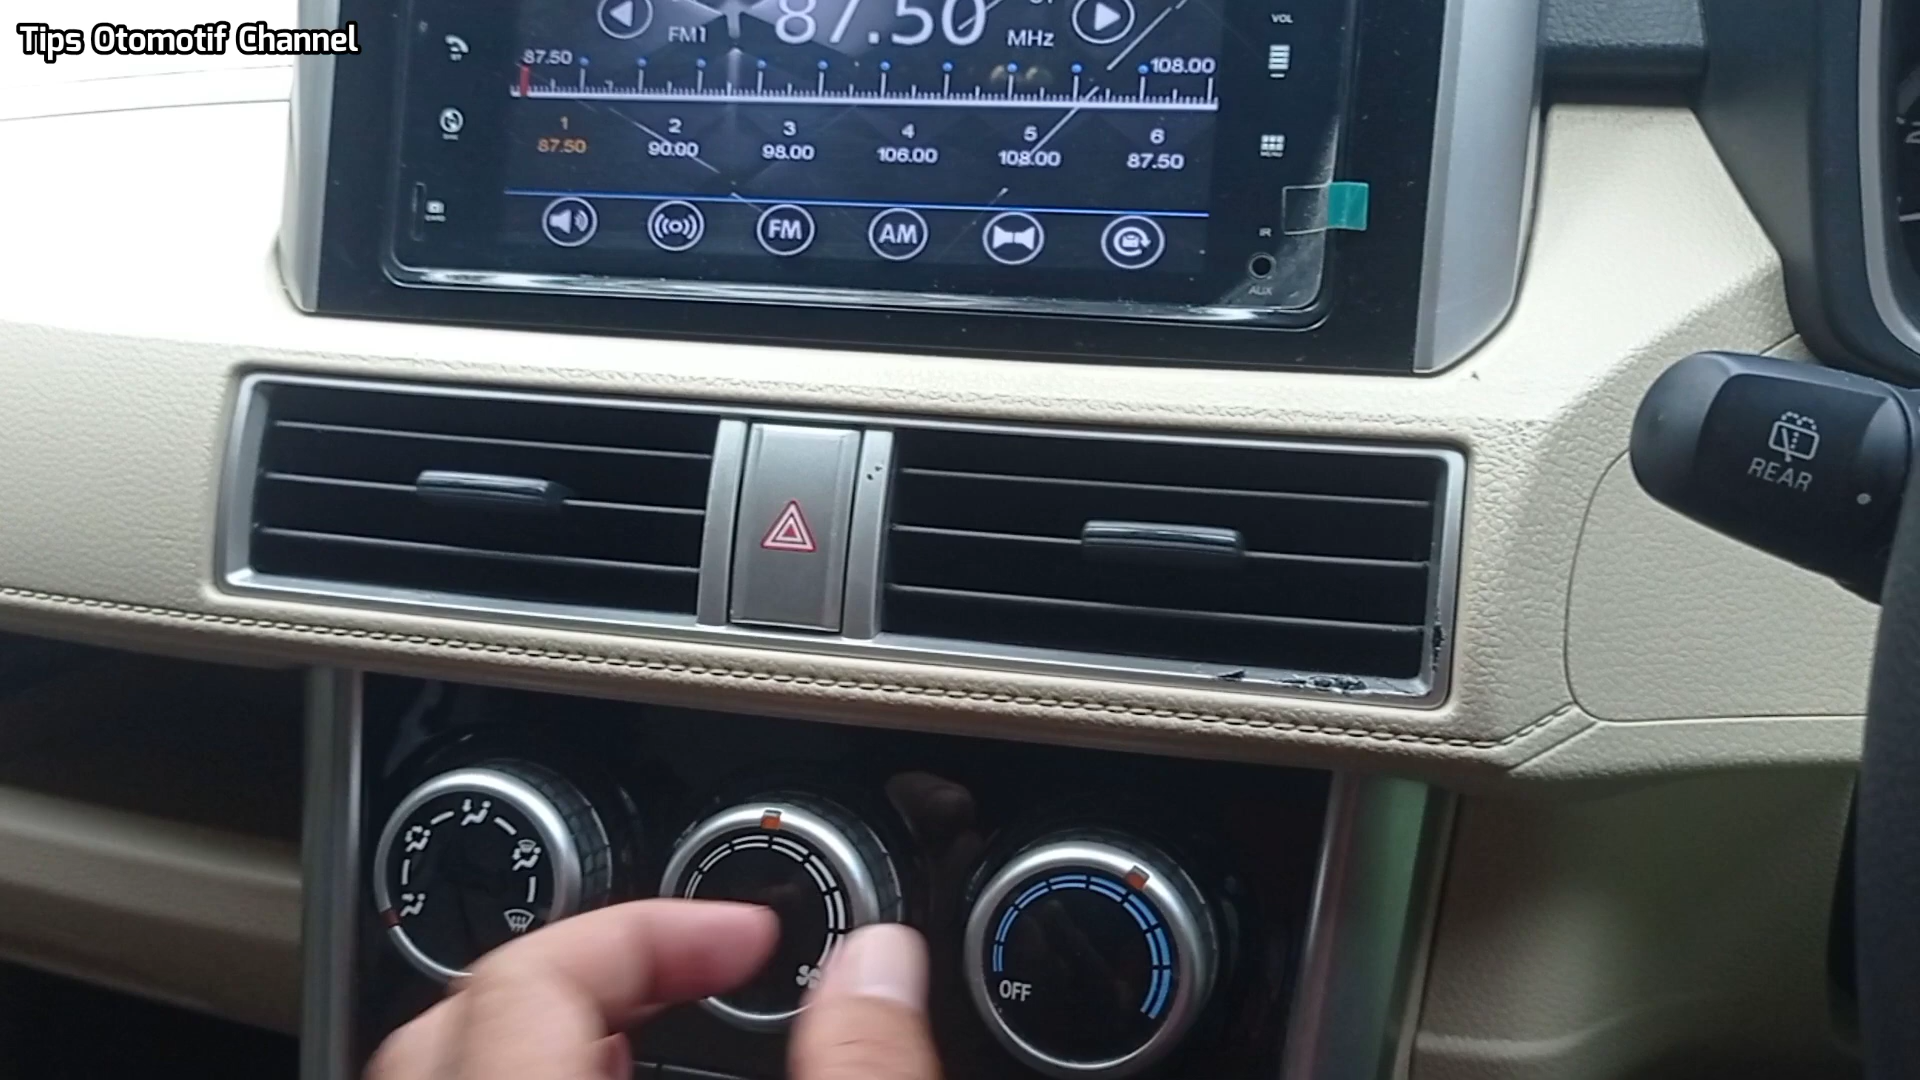 Tips Otomotif Channel
FM1
87.50
MHz
VOL
87.50
108.00
1
2
3
4
5
6
87.50
90.00
98.00
106.00
108.00
87.50
MENU
FM
AM
IR
AUX
REAR
OFF